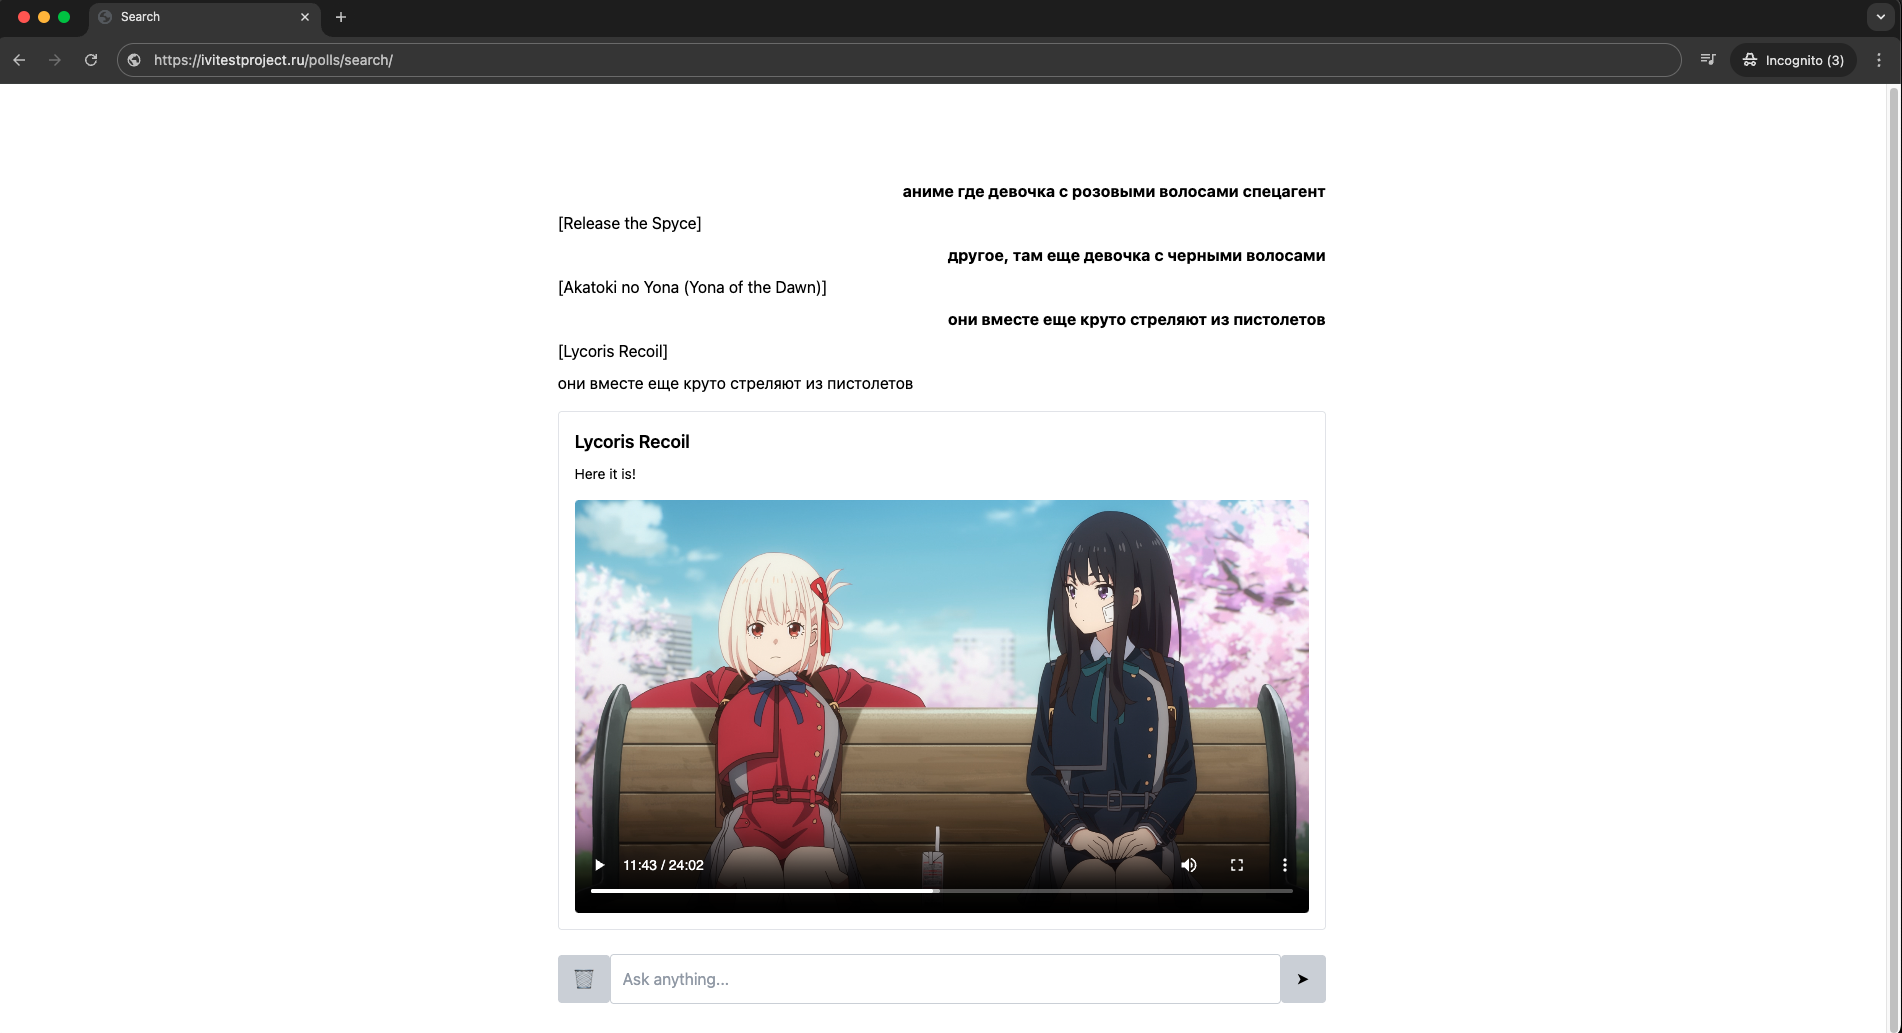 Search
https://ivitestproject.ru/polls/search/
Incognito (3)
аниме где девочка с розовыми волосами спецагент
[Release the Spyce]
другое, там еще девочка с черными волосами
[Akatoki no Yona (Yona of the Dawn)]
они вместе еще круто стреляют из пистолетов
[Lycoris Recoil]
они вместе еще круто стреляют из пистолетов
Lycoris Recoil
Here it is!
11:43 / 24:02
Ask anything...